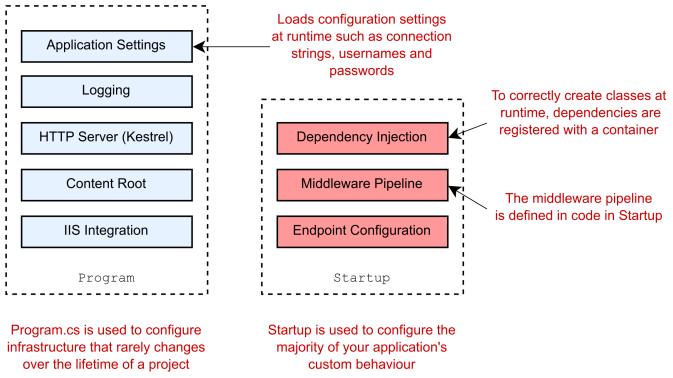 Loads configuration settings
at runtime such as connection
strings, usernames and
passwords
Application Settings
Logging
HTTP Server (Kestrel)
Content Root
IIS Integration
Program
To correctly create classes at
runtime, dependencies are
registered with a container
Dependency Injection
Middleware Pipeline
Endpoint Configuration
Startup
The middleware pipeline
is defined in code in Startup
Program.cs is used to configure
infrastructure that rarely changes
over the lifetime of a project
Startup is used to configure the
majority of your application's
custom behaviour